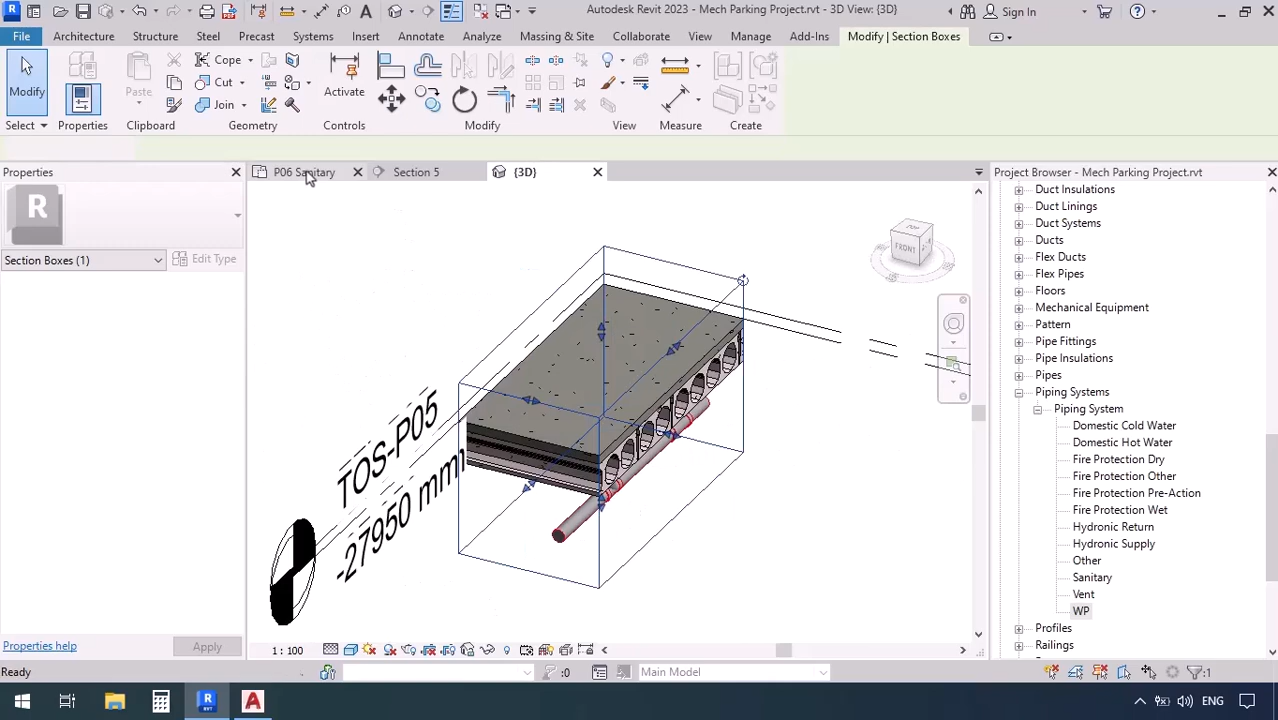 Autodesk Revit 2023 - Mech Parking Project.rvt - 3D View: {3D}
Sign In
File
Architecture
Structure
Steel
Precast
Systems
Insert
Annotate
Analyze
Massing & Site
Collaborate
View
Manage
Add-Ins
Modify | Section Boxes
Modify
Paste
Cope
Cut
Join
Activate
Select
Properties
Clipboard
Geometry
Controls
Modify
View
Measure
Create
Properties
P06 Sanitary
Section 5
{3D}
Project Browser - Mech Parking Project.rvt
R
Section Boxes (1)
Edit Type
Properties help
Apply
TOS-P05
-27950 mm
TOP
FRONT
Duct Insulations
Duct Linings
Duct Systems
Ducts
Flex Ducts
Flex Pipes
Floors
Mechanical Equipment
Pattern
Pipe Fittings
Pipe Insulations
Pipes
Piping Systems
Piping System
Domestic Cold Water
Domestic Hot Water
Fire Protection Dry
Fire Protection Other
Fire Protection Pre-Action
Fire Protection Wet
Hydronic Return
Hydronic Supply
Other
Sanitary
Vent
WP
Profiles
Railings
1 : 100
Ready
:0
Main Model
:1
ENG